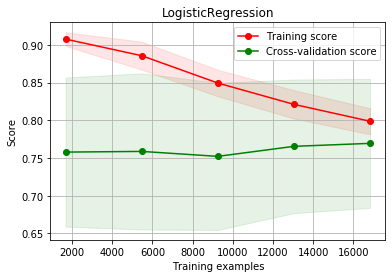 LogisticRegression
Training score
Cross-validation score
0.90
0.85
0.80
0.75
0.70
0.65
Score
2000 4000 6000 8000 10000 12000 14000 16000
Training examples